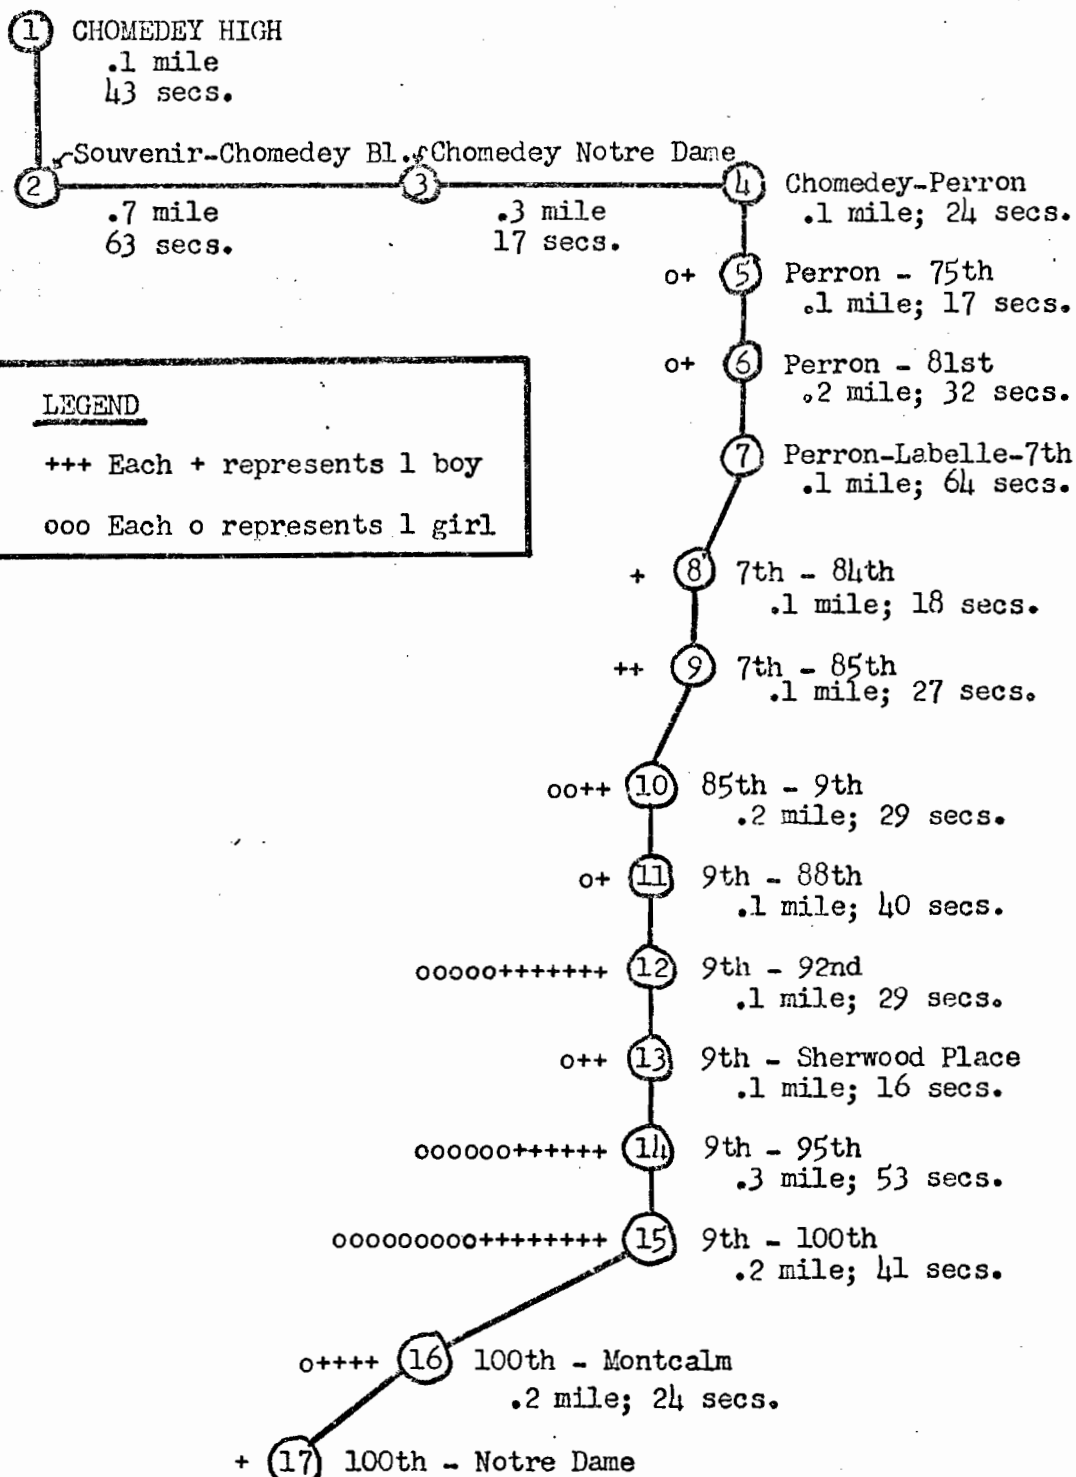 1 CHOMEDEY HIGH
.1 mile
43 secs.
Souvenir-Chomedey Bl. Chomedey Notre Dame
2 3 4 Chomedey-Perron
.7 mile .3 mile .1 mile; 24 secs.
63 secs. 17 secs.
o+ 5 Perron - 75th
.1 mile; 17 secs.
o+ 6 Perron - 81st
.2 mile; 32 secs.
LEGEND
+++ Each + represents 1 boy
ooo Each o represents 1 girl
7 Perron-Labelle-7th
.1 mile; 64 secs.
+ 8 7th - 84th
.1 mile; 18 secs.
++ 9 7th - 85th
.1 mile; 27 secs.
oo++ 10 85th - 9th
.2 mile; 29 secs.
o+ 11 9th - 88th
.1 mile; 40 secs.
ooooo+++++++ 12 9th - 92nd
.1 mile; 29 secs.
o++ 13 9th - Sherwood Place
.1 mile; 16 secs.
oooooo++++++ 14 9th - 95th
.3 mile; 53 secs.
ooooooooo++++++++ 15 9th - 100th
.2 mile; 41 secs.
o++++ 16 100th - Montcalm
.2 mile; 24 secs.
+ 17 100th - Notre Dame